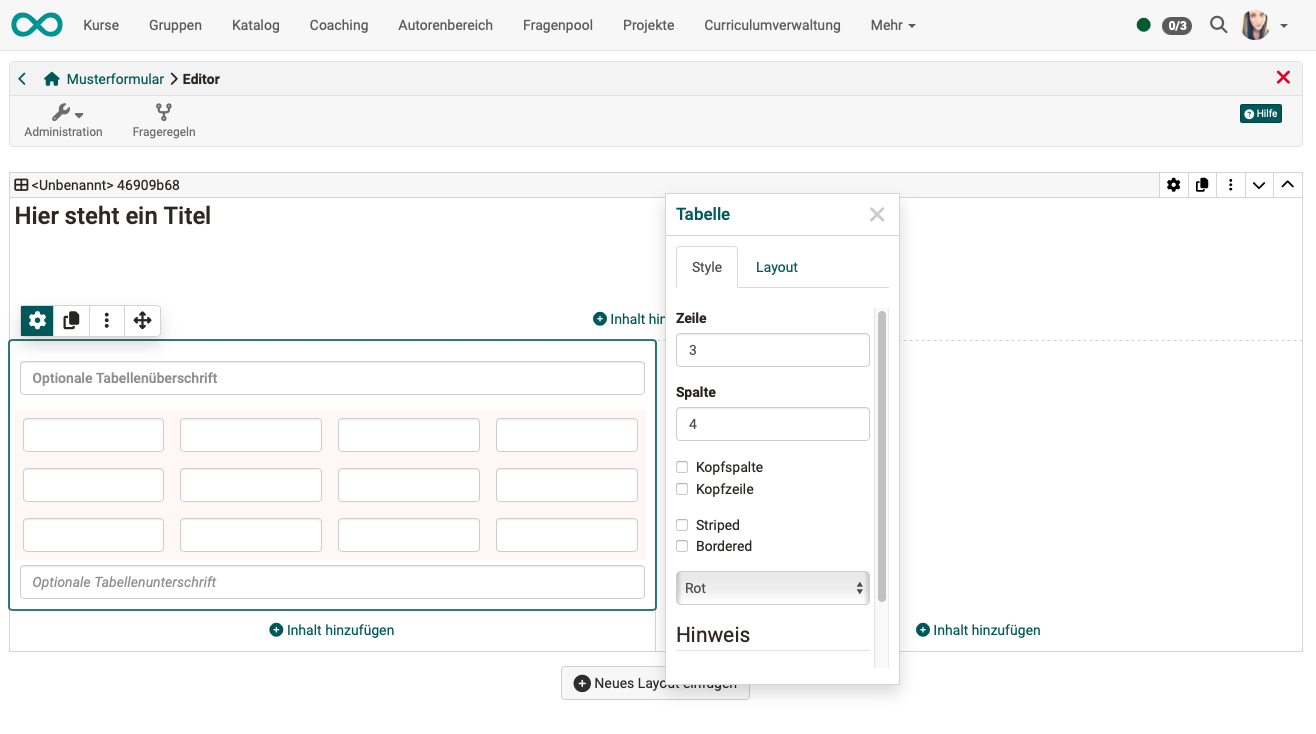 Kurse Gruppen Katalog Coaching Autorenbereich Fragenpool Projekte Curriculumverwaltung Mehr 0/3
Musterformular Editor
Administration Frageregeln Hilfe
<Unbenannt> 46909b68
Hier steht ein Titel
Tabelle
Style Layout
Inhalt hin
Zeile
3
Optionale Tabellenüberschrift
Spalte
4
Kopfspalte
Kopfzeile
Striped
Bordered
Optionale Tabellenunterschrift
Rot
Inhalt hinzufügen
Hinweis
Inhalt hinzufügen
Neues Layout einfügen